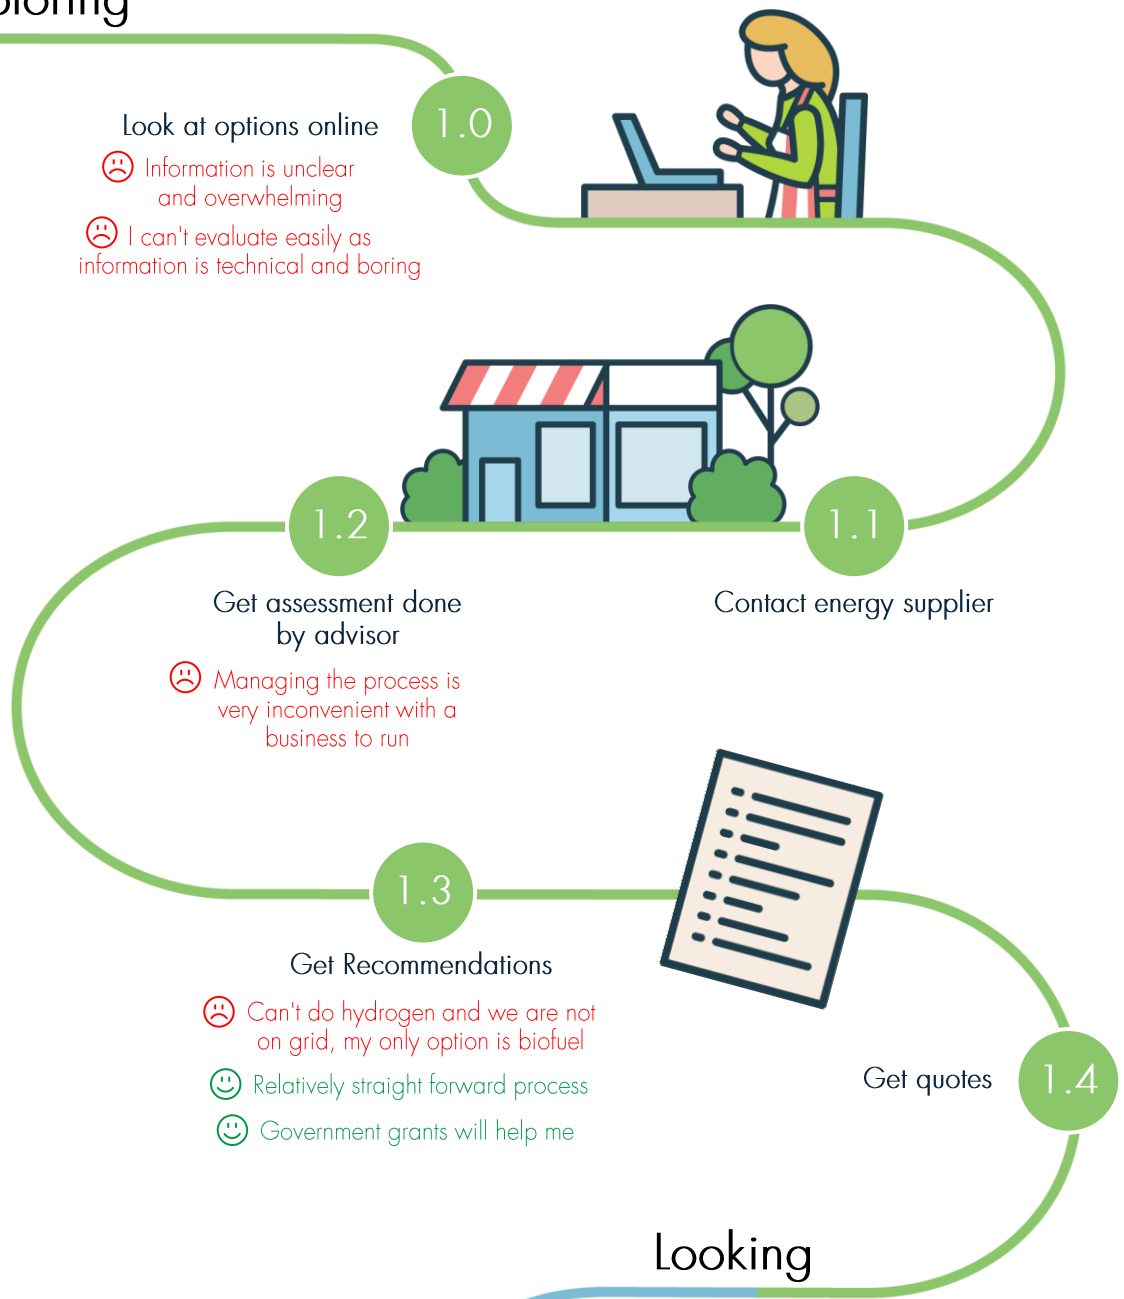 1.0
Look at options online
Information is unclear
and overwhelming
I can't evaluate easily as
information is technical and boring
1.2
1.1
Get assessment done
by advisor
Contact energy supplier
Managing the process is
very inconvenient with a
business to run
1.3
Get Recommendations
Can't do hydrogen and we are not
on grid, my only option is biofuel
Relatively straight forward process
Government grants will help me
Get quotes
1.4
Looking